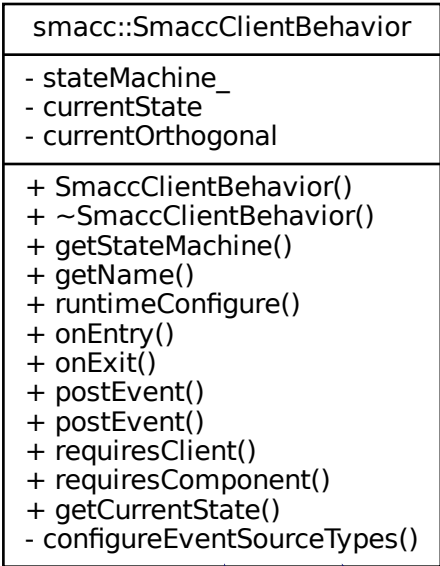 smacc::SmaccClientBehavior
- stateMachine_
- currentState
- currentOrthogonal
+ SmaccClientBehavior()
+ ~SmaccClientBehavior()
+ getStateMachine()
+ getName()
+ runtimeConfigure()
+ onEntry()
+ onExit()
+ postEvent()
+ postEvent()
+ requiresClient()
+ requiresComponent()
+ getCurrentState()
- configureEventSourceTypes()